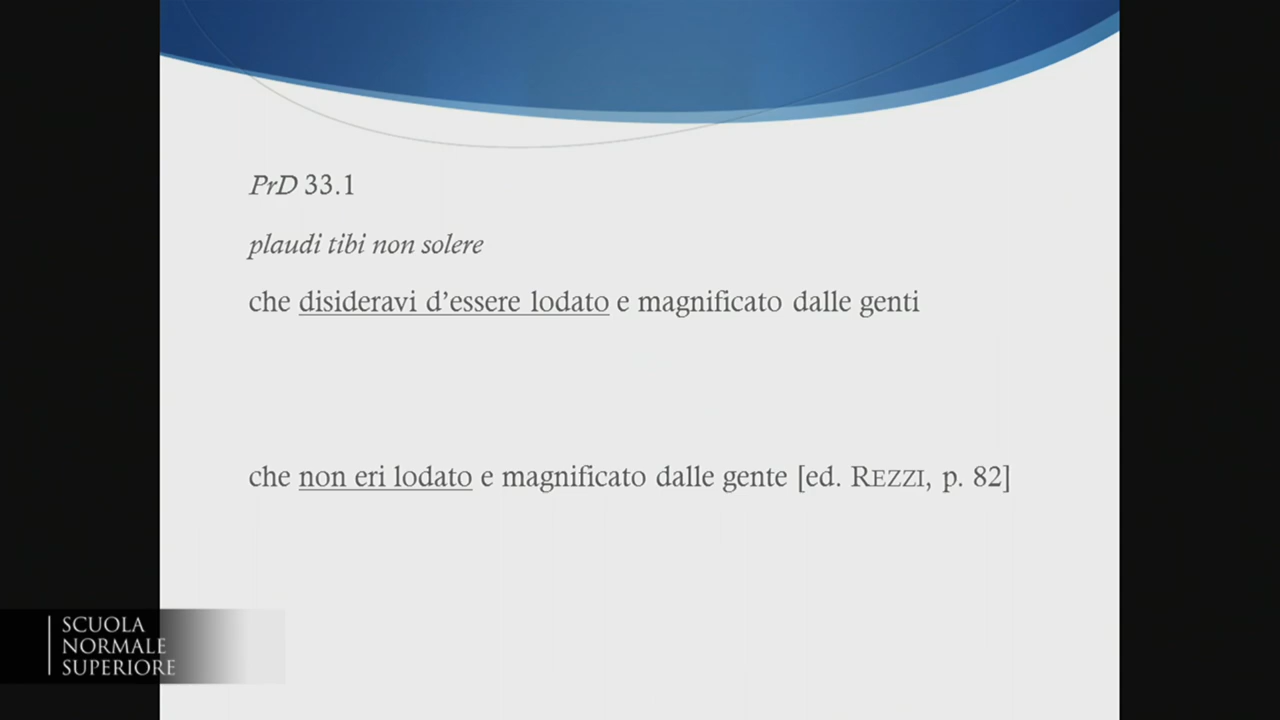 PrD 33.1
plaudi tibi non solere
che disideravi d’essere lodato e magnificato dalle genti
che non eri lodato e magnificato dalle gente [ed. REZZI, p. 82]
SCUOLA
NORMALE
SUPERIORE